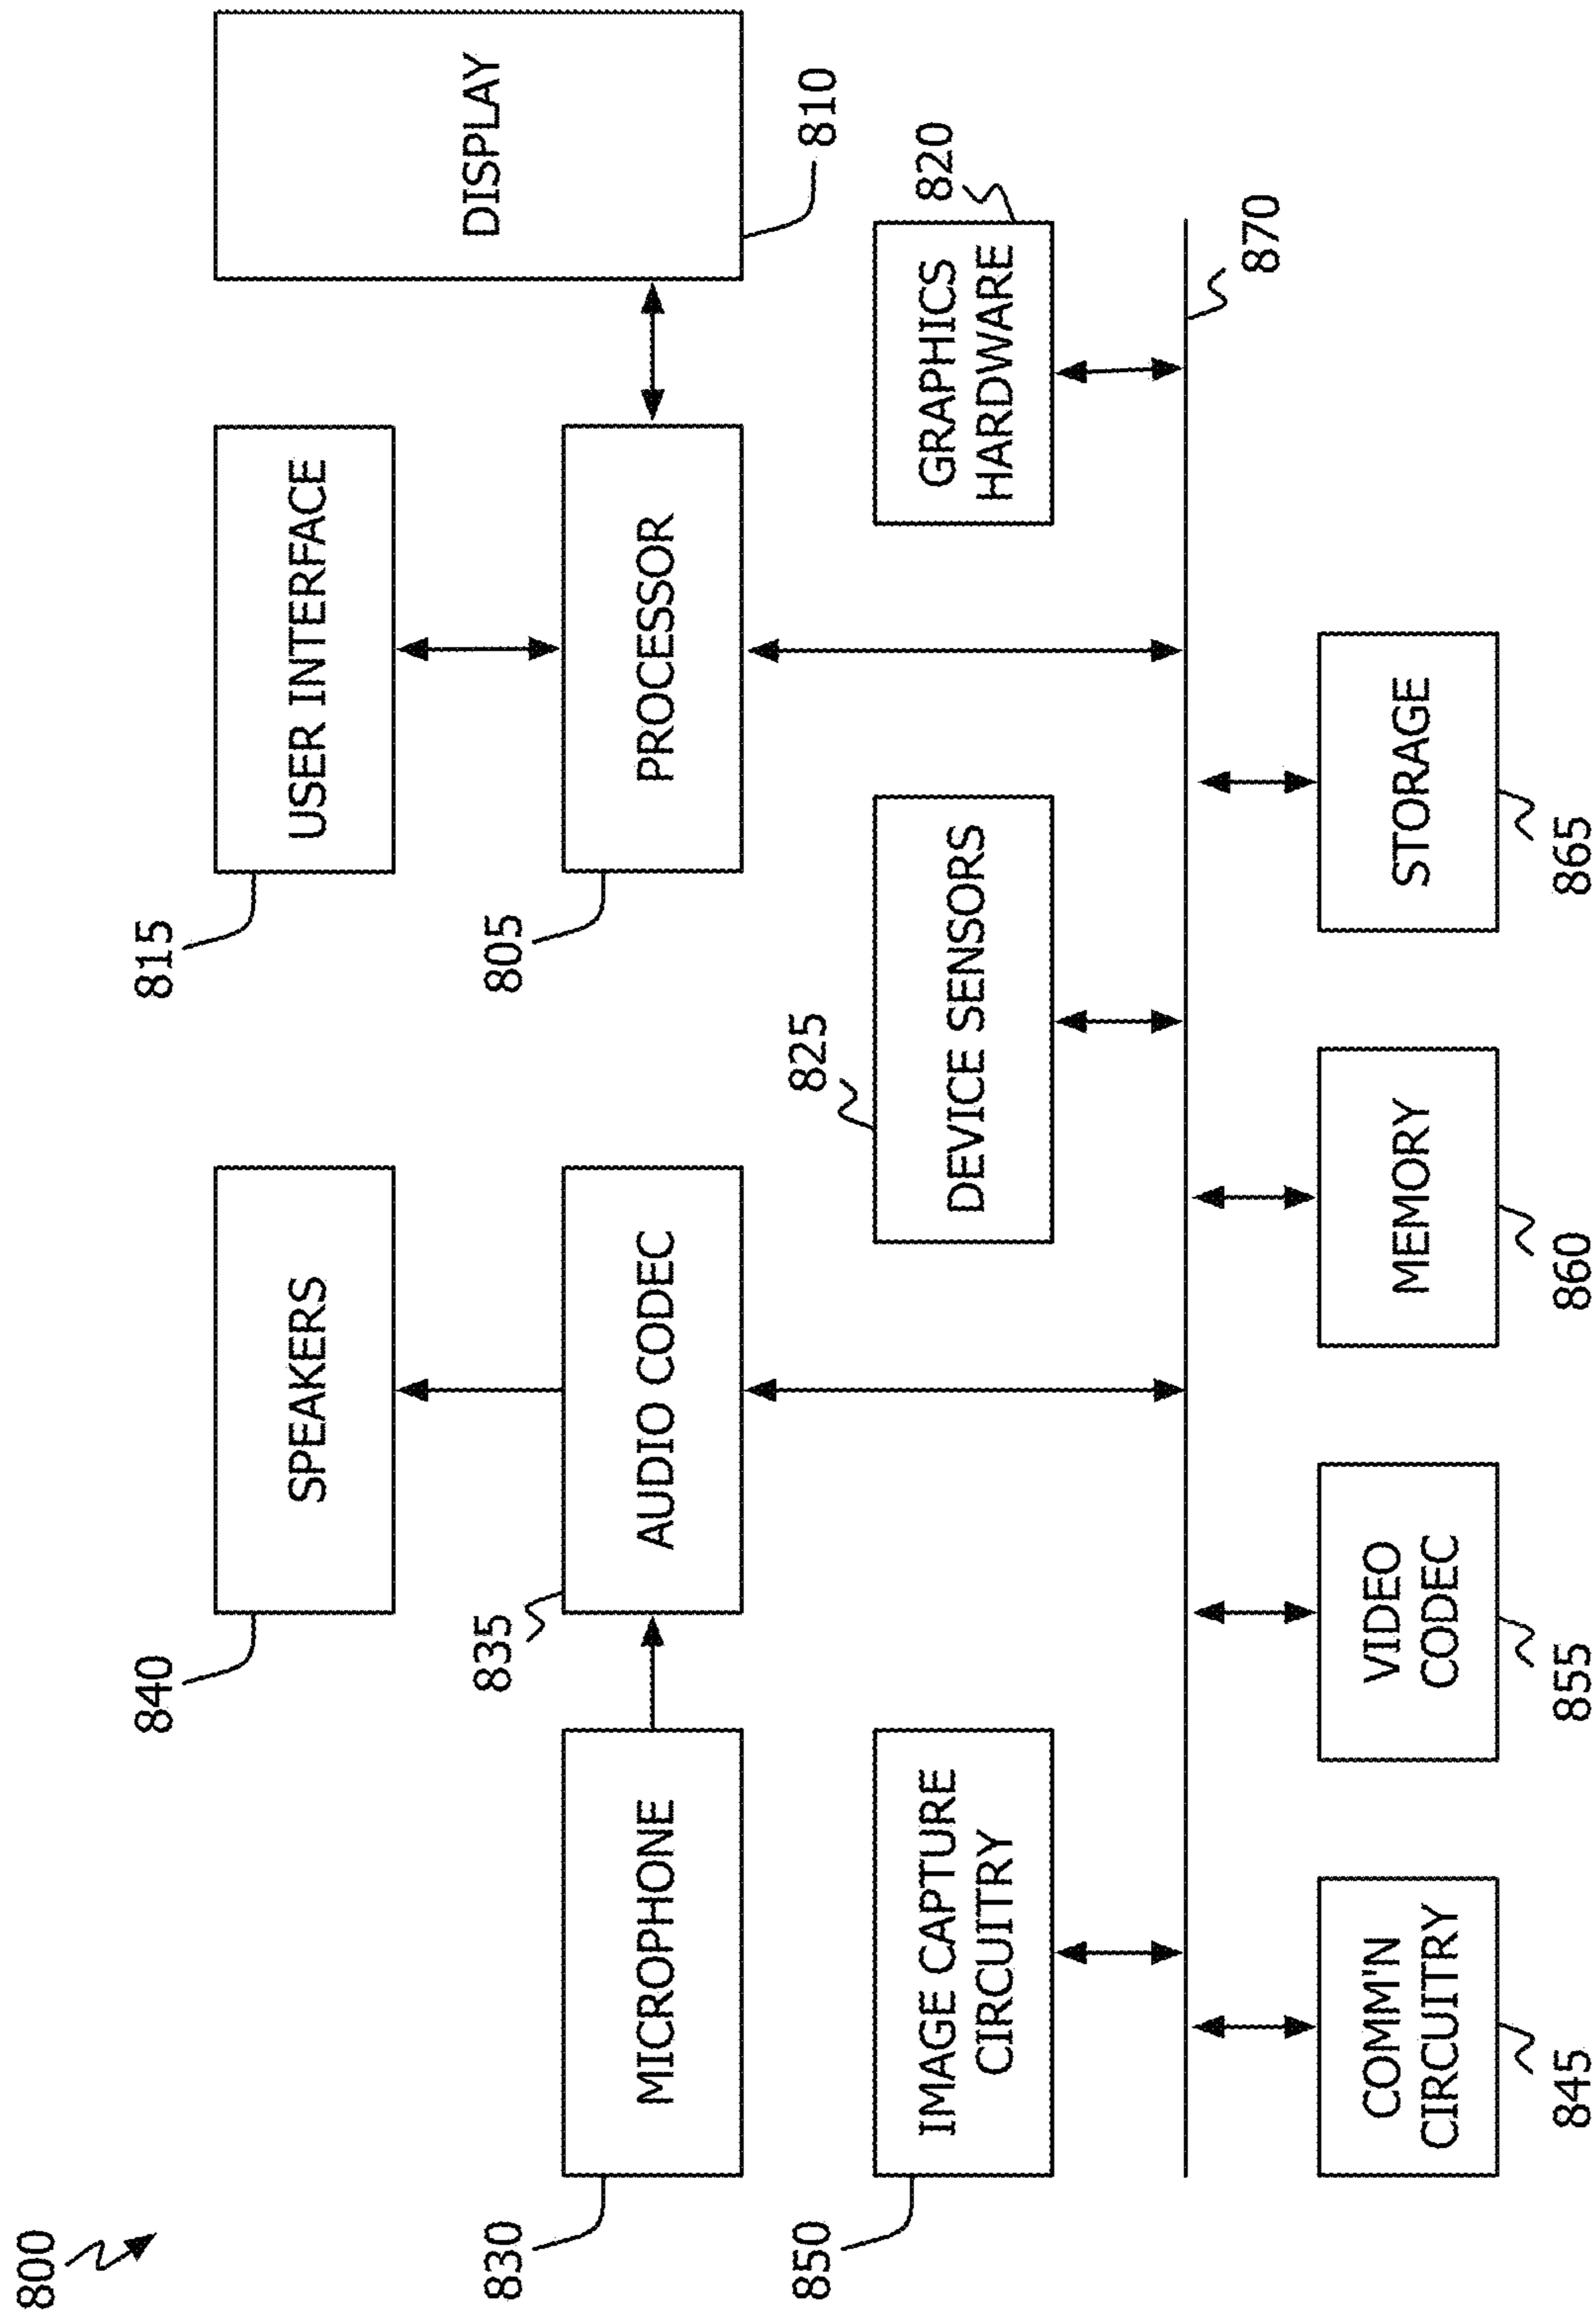 800
840
SPEAKERS
815
USER INTERFACE
DISPLAY
810
830
MICROPHONE
835
AUDIO CODEC
805
PROCESSOR
850
IMAGE CAPTURE
CIRCUITRY
825
DEVICE SENSORS
GRAPHICS
HARDWARE
820
870
COMM'N
CIRCUITRY
845
VIDEO
CODEC
855
MEMORY
860
STORAGE
865